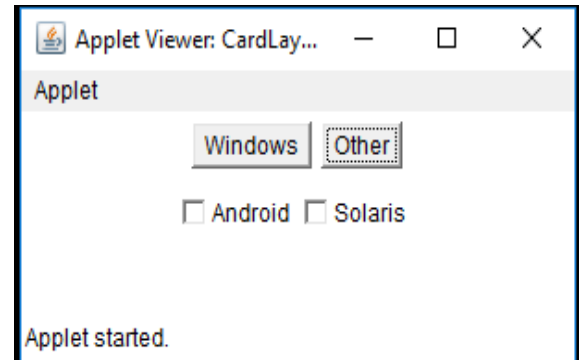 Applet Viewer: CardLay...
Applet
Windows Other
Android Solaris
Applet started.